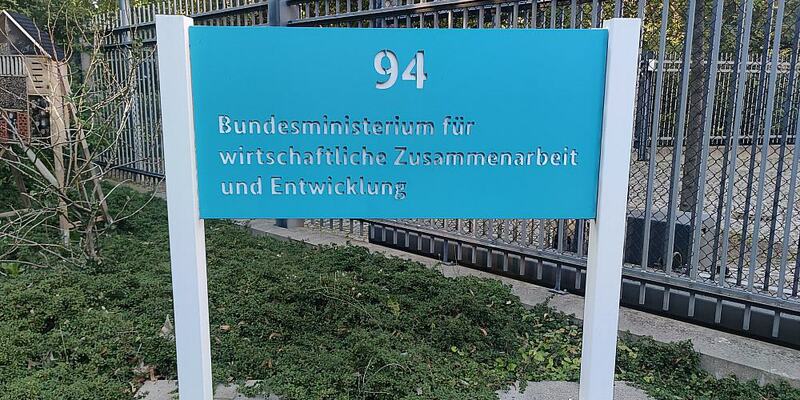 94
Bundesministerium für
wirtschaftliche Zusammenarbeit
und Entwicklung